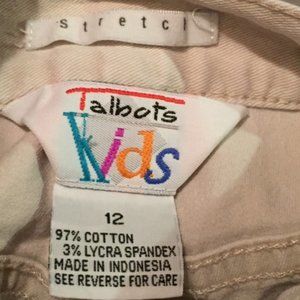 stretch
Talbots
Kids
12
97% COTTON
3% LYCRA SPANDEX
MADE IN INDONESIA
SEE REVERSE FOR CARE